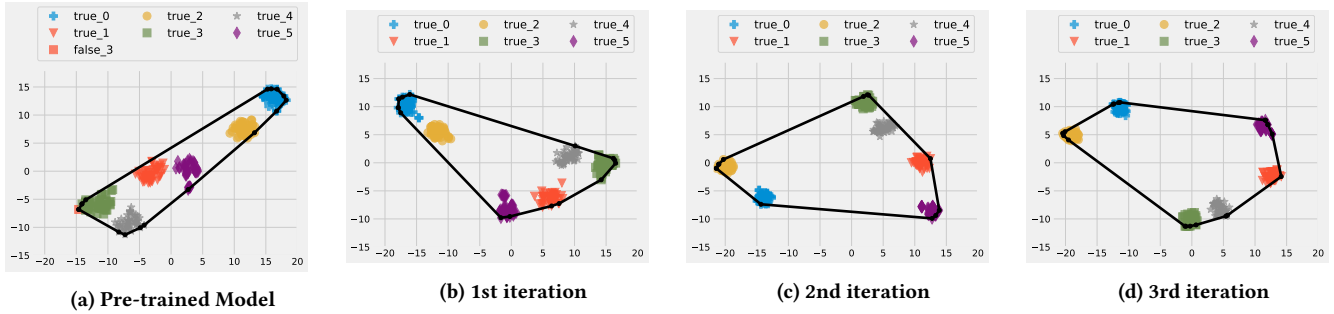 true_0 true_2 true_4
true_1 true_3 true_5
false_3
15
10
5
0
−5
−10
−15
−20 −15 −10 −5 0 5 10 15 20
(a) Pre-trained Model
true_0 true_2 true_4
true_1 true_3 true_5
15
10
5
0
−5
−10
−15
−20 −15 −10 −5 0 5 10 15 20
(b) 1st iteration
true_0 true_2 true_4
true_1 true_3 true_5
15
10
5
0
−5
−10
−15
−20 −15 −10 −5 0 5 10 15 20
(c) 2nd iteration
true_0 true_2 true_4
true_1 true_3 true_5
15
10
5
0
−5
−10
−15
−20 −15 −10 −5 0 5 10 15 20
(d) 3rd iteration